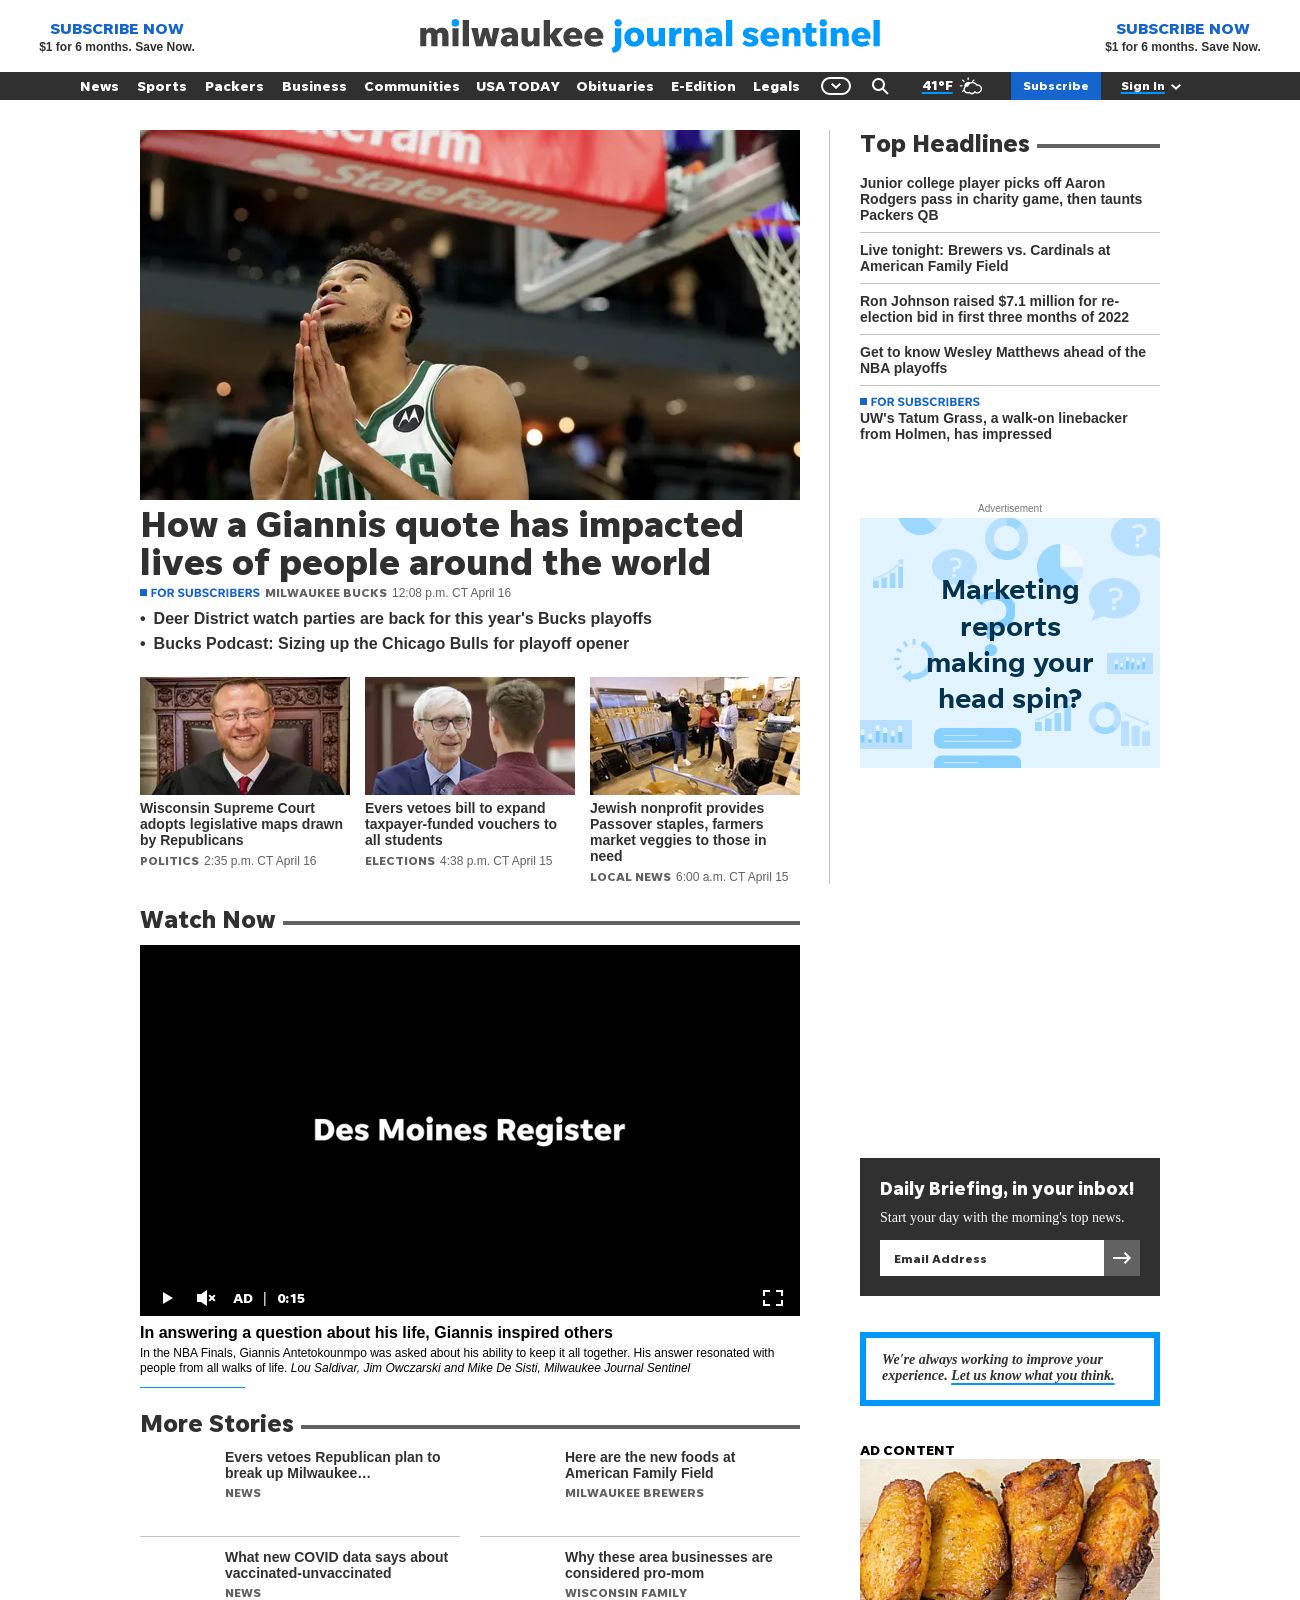 SUBSCRIBE NOW
$1 for 6 months. Save Now.
milwaukee journal sentinel
SUBSCRIBE NOW
$1 for 6 months. Save Now.
News Sports Packers Business Communities USA TODAY Obituaries E-Edition Legals 41°F Subscribe Sign In
StateFarm
How a Giannis quote has impacted
lives of people around the world
FOR SUBSCRIBERS MILWAUKEE BUCKS 12:08 p.m. CT April 16
• Deer District watch parties are back for this year's Bucks playoffs
• Bucks Podcast: Sizing up the Chicago Bulls for playoff opener
Wisconsin Supreme Court
adopts legislative maps drawn
by Republicans
POLITICS 2:35 p.m. CT April 16
Evers vetoes bill to expand
taxpayer-funded vouchers to
all students
ELECTIONS 4:38 p.m. CT April 15
Jewish nonprofit provides
Passover staples, farmers
market veggies to those in
need
LOCAL NEWS 6:00 a.m. CT April 15
Top Headlines
Junior college player picks off Aaron
Rodgers pass in charity game, then taunts
Packers QB
Live tonight: Brewers vs. Cardinals at
American Family Field
Ron Johnson raised $7.1 million for re-
election bid in first three months of 2022
Get to know Wesley Matthews ahead of the
NBA playoffs
FOR SUBSCRIBERS
UW's Tatum Grass, a walk-on linebacker
from Holmen, has impressed
Advertisement
Marketing
reports
making your
head spin?
Watch Now
Des Moines Register
AD | 0:15
In answering a question about his life, Giannis inspired others
In the NBA Finals, Giannis Antetokounmpo was asked about his ability to keep it all together. His answer resonated with
people from all walks of life. Lou Saldivar, Jim Owczarski and Mike De Sisti, Milwaukee Journal Sentinel
Daily Briefing, in your inbox!
Start your day with the morning's top news.
Email Address
We're always working to improve your
experience. Let us know what you think.
AD CONTENT
More Stories
Evers vetoes Republican plan to
break up Milwaukee…
NEWS
Here are the new foods at
American Family Field
MILWAUKEE BREWERS
What new COVID data says about
vaccinated-unvaccinated
NEWS
Why these area businesses are
considered pro-mom
WISCONSIN FAMILY